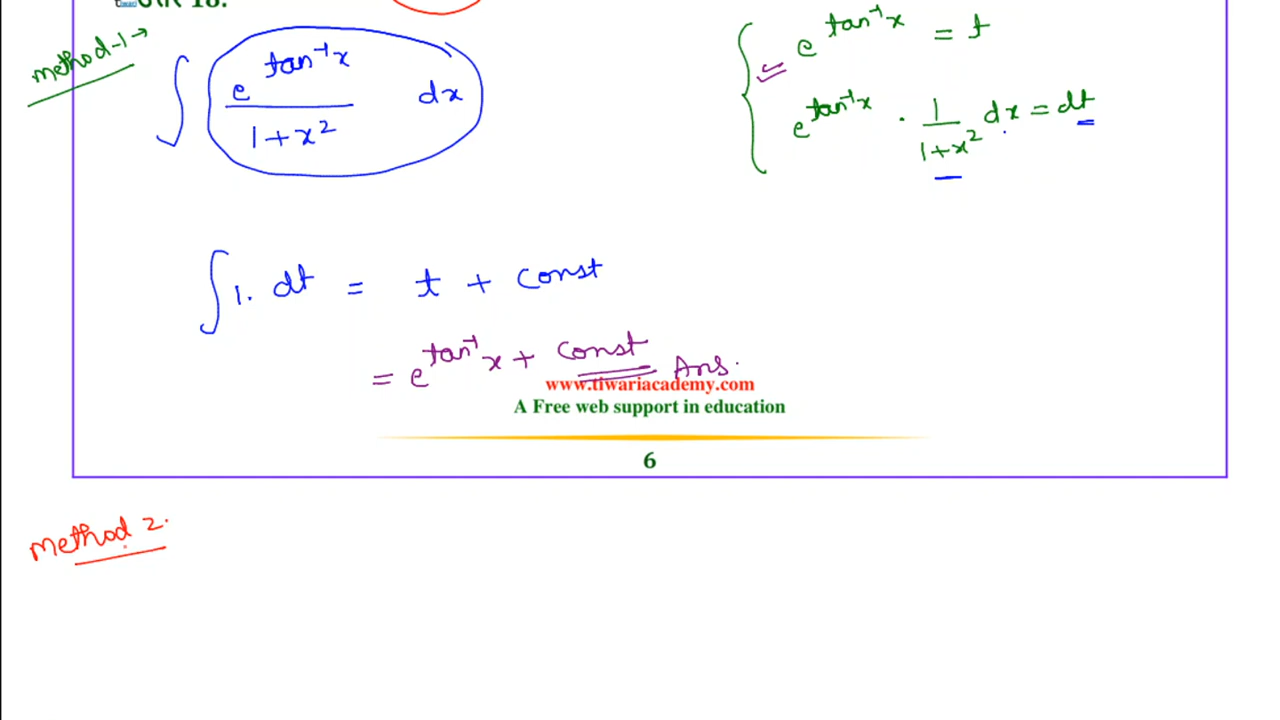 18.
method-1→
∫ e^(tan⁻¹x) / (1+x²) dx
e^(tan⁻¹x) = t
e^(tan⁻¹x) · 1/(1+x²) dx = dt
∫ 1. dt = t + const
= e^(tan⁻¹x) + const Ans.
www.tiwariacademy.com
A Free web support in education
6
method 2.